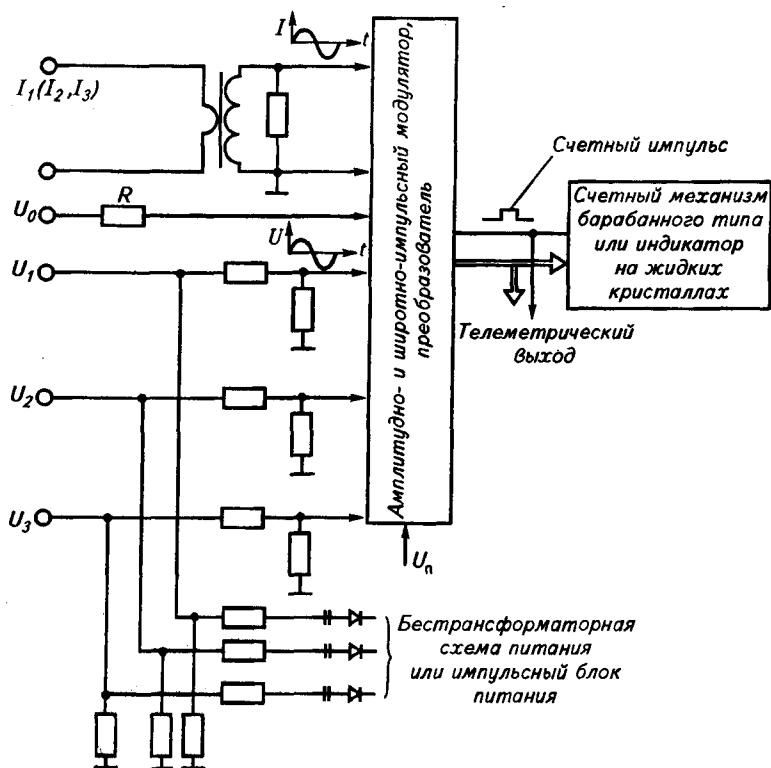 I
t
I₁(I₂,I₃)
U₀
R
U
t
U₁
U₂
U₃
Амплитудно- и широтно-импульсный модулятор,
преобразователь
Uп
Счетный импульс
Счетный механизм
барабанного типа
или индикатор
на жидких
кристаллах
Телеметрический
выход
Бестрансформаторная
схема питания
или импульсный блок
питания